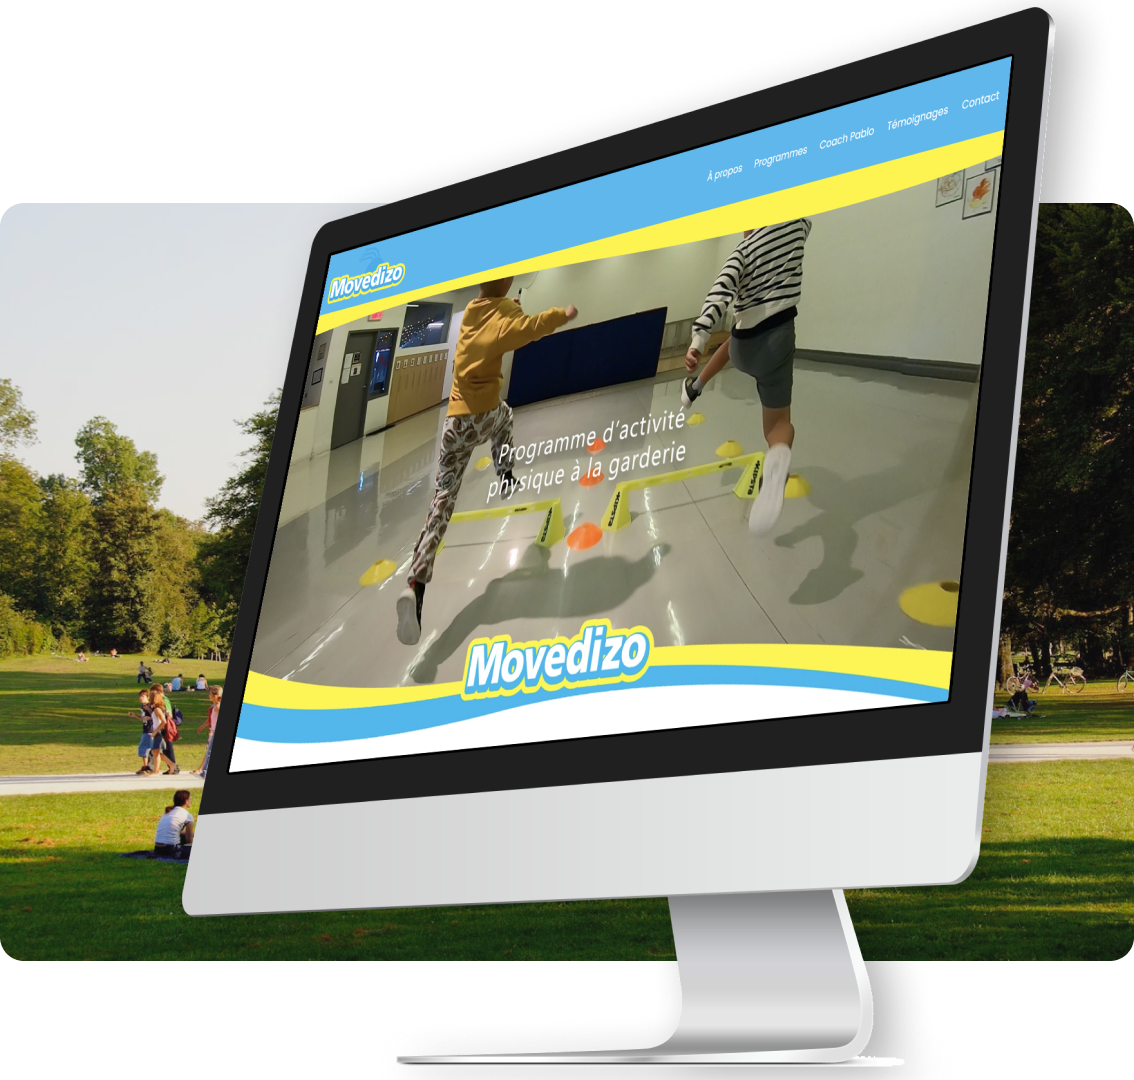 À propos
Programmes
Coach Pablo
Témoignages
Contact
Movedizo
Programme d'activité
physique à la garderie
Movedizo